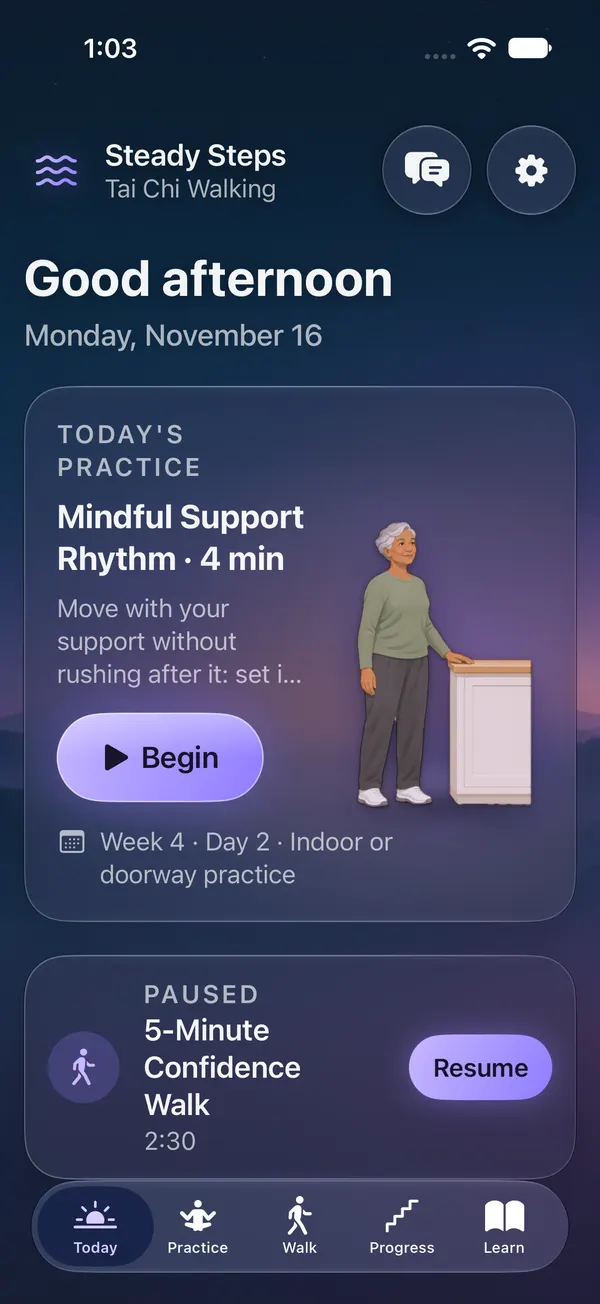 1:03
Steady Steps
Tai Chi Walking
Good afternoon
Monday, November 16
TODAY'S
PRACTICE
Mindful Support
Rhythm · 4 min
Move with your
support without
rushing after it: set i...
Begin
Week 4 · Day 2 · Indoor or
doorway practice
PAUSED
5-Minute
Confidence
Walk
2:30
Resume
Today
Practice
Walk
Progress
Learn